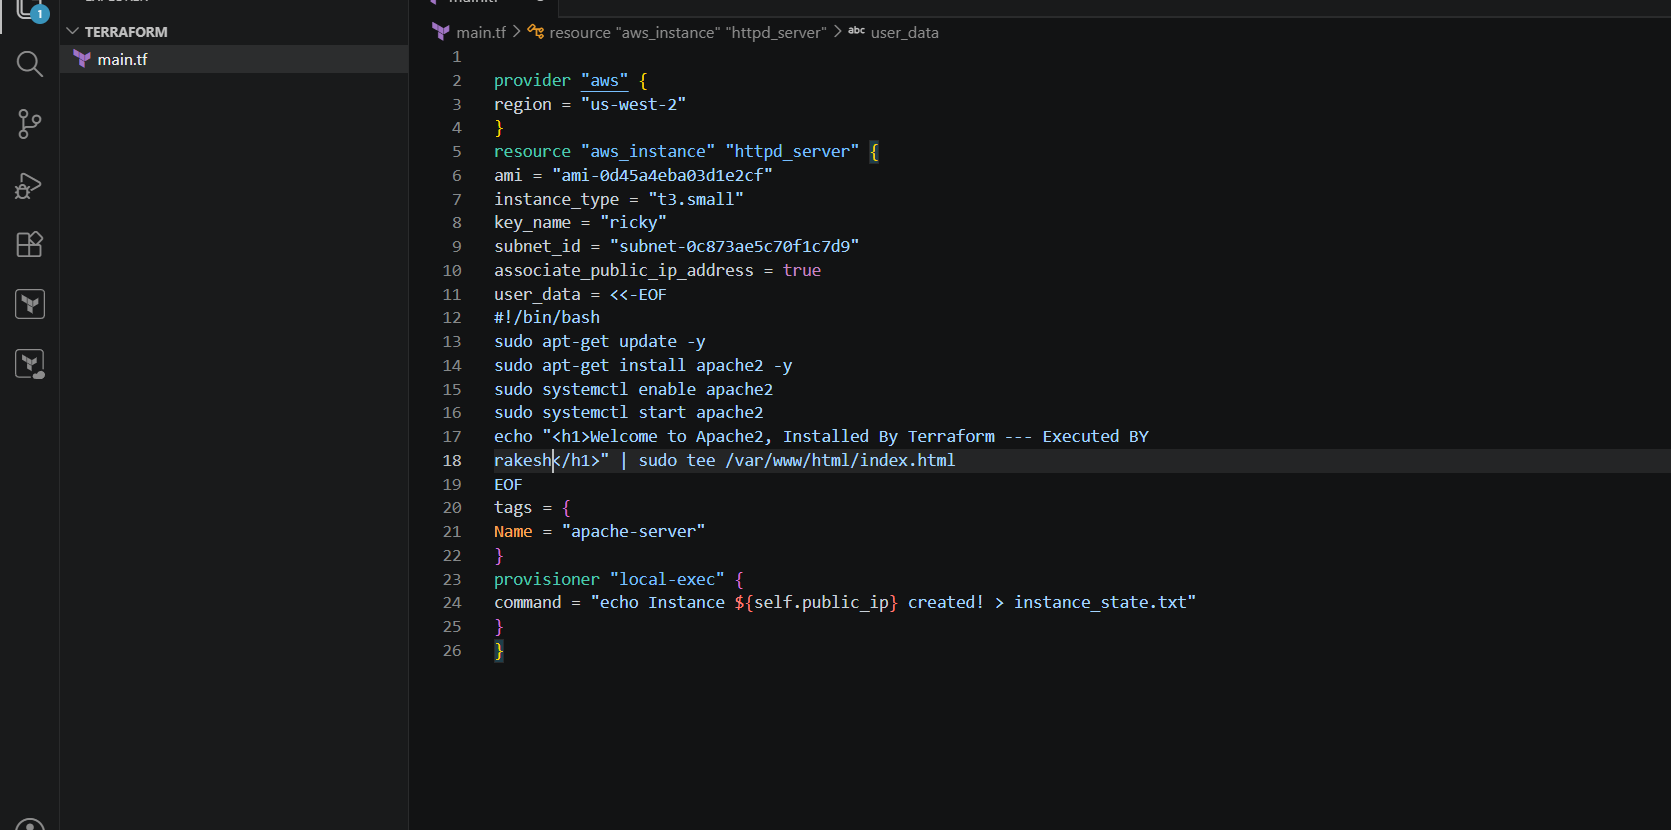 1
TERRAFORM
main.tf
main.tf > resource "aws_instance" "httpd_server" > abc user_data
1
2 provider "aws" {
3 region = "us-west-2"
4 }
5 resource "aws_instance" "httpd_server" {
6 ami = "ami-0d45a4eba03d1e2cf"
7 instance_type = "t3.small"
8 key_name = "ricky"
9 subnet_id = "subnet-0c873ae5c70f1c7d9"
10 associate_public_ip_address = true
11 user_data = <<-EOF
12 #!/bin/bash
13 sudo apt-get update -y
14 sudo apt-get install apache2 -y
15 sudo systemctl enable apache2
16 sudo systemctl start apache2
17 echo "<h1>Welcome to Apache2, Installed By Terraform --- Executed BY
18 rakesh</h1>" | sudo tee /var/www/html/index.html
19 EOF
20 tags = {
21 Name = "apache-server"
22 }
23 provisioner "local-exec" {
24 command = "echo Instance ${self.public_ip} created! > instance_state.txt"
25 }
26 }